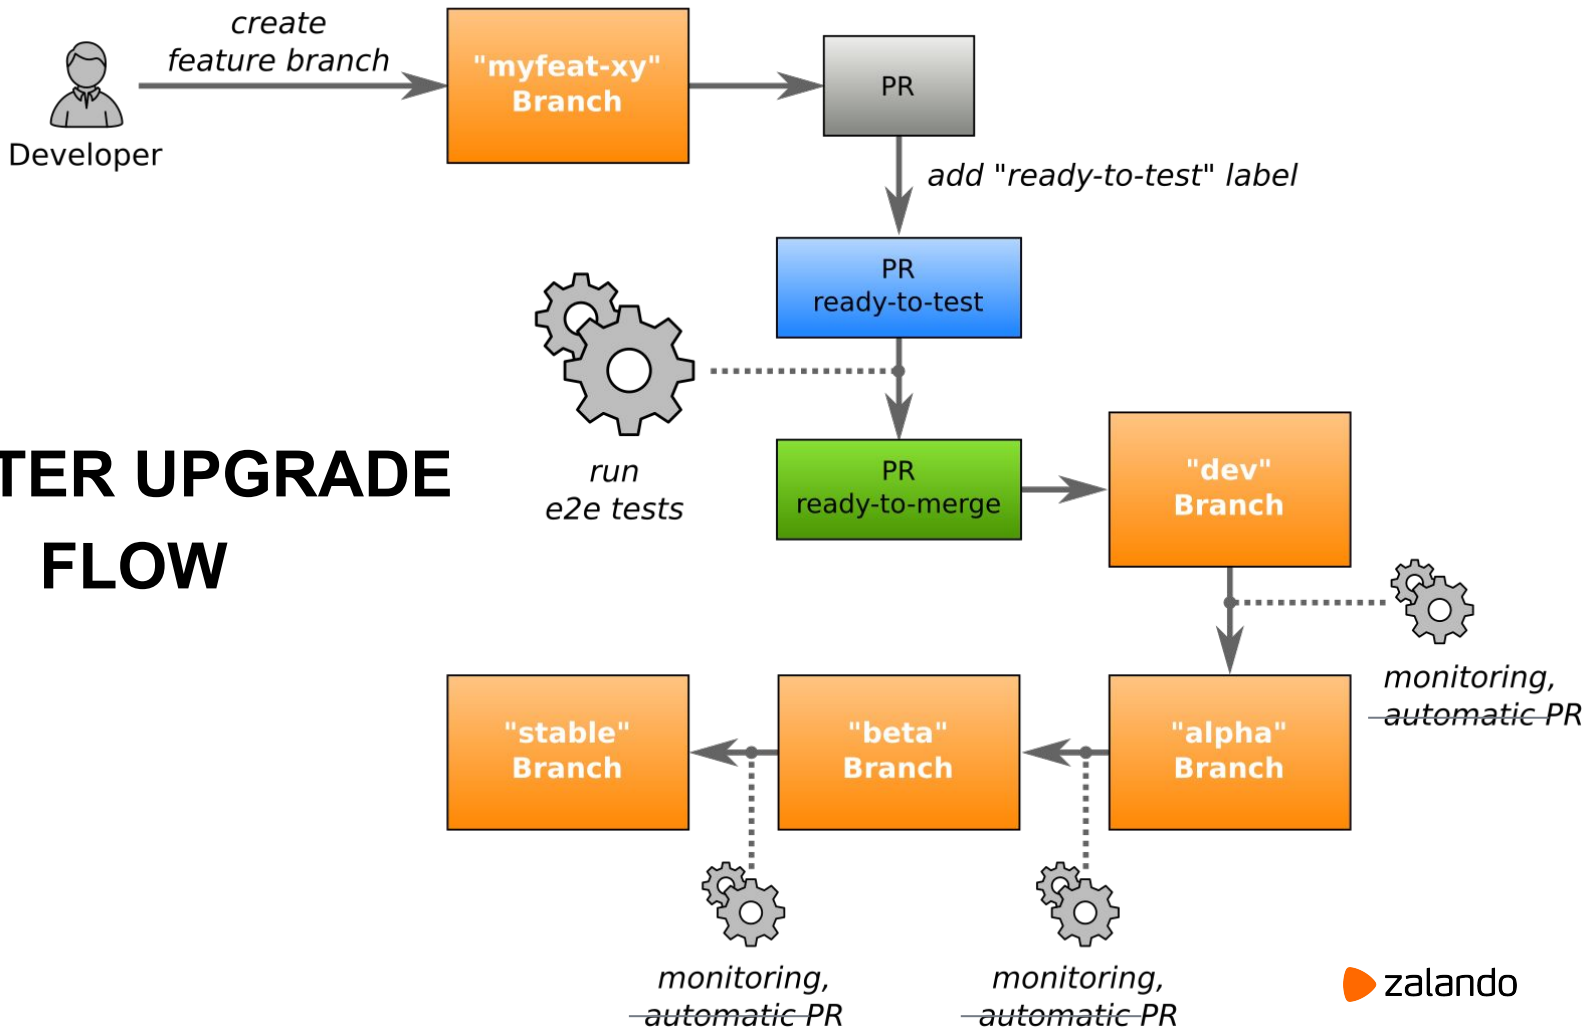 create
feature branch
Developer
"myfeat-xy"
Branch
PR
add "ready-to-test" label
PR
ready-to-test
run
e2e tests
PR
ready-to-merge
"dev"
Branch
TER UPGRADE
FLOW
monitoring,
automatic PR
"stable"
Branch
"beta"
Branch
"alpha"
Branch
monitoring,
automatic PR
monitoring,
automatic PR
zalando